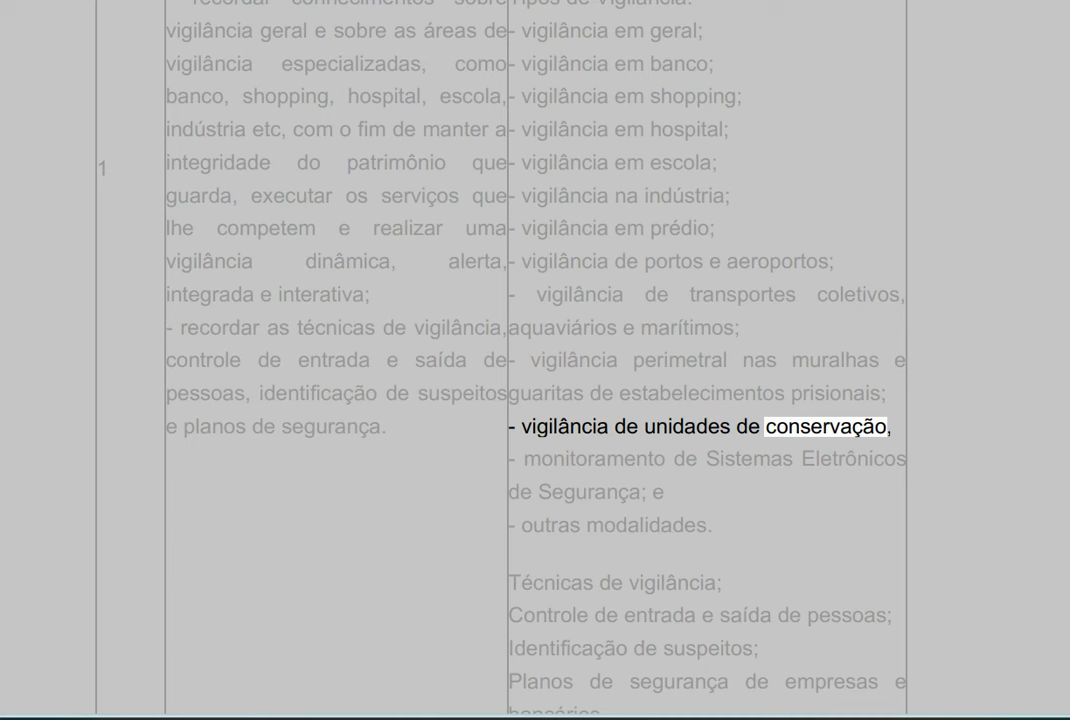 - recordar conhecimentos sobre
vigilância geral e sobre as áreas de
vigilância especializadas, como
banco, shopping, hospital, escola,
indústria etc, com o fim de manter a
integridade do patrimônio que
guarda, executar os serviços que
lhe competem e realizar uma
vigilância dinâmica, alerta,
integrada e interativa;
- recordar as técnicas de vigilância,
controle de entrada e saída de
pessoas, identificação de suspeitos
e planos de segurança.
1
Tipos de Vigilância:
- vigilância em geral;
- vigilância em banco;
- vigilância em shopping;
- vigilância em hospital;
- vigilância em escola;
- vigilância na indústria;
- vigilância em prédio;
- vigilância de portos e aeroportos;
- vigilância de transportes coletivos,
aquaviários e marítimos;
- vigilância perimetral nas muralhas e
guaritas de estabelecimentos prisionais;
- vigilância de unidades de conservação,
- monitoramento de Sistemas Eletrônicos
de Segurança; e
- outras modalidades.
Técnicas de vigilância;
Controle de entrada e saída de pessoas;
Identificação de suspeitos;
Planos de segurança de empresas e